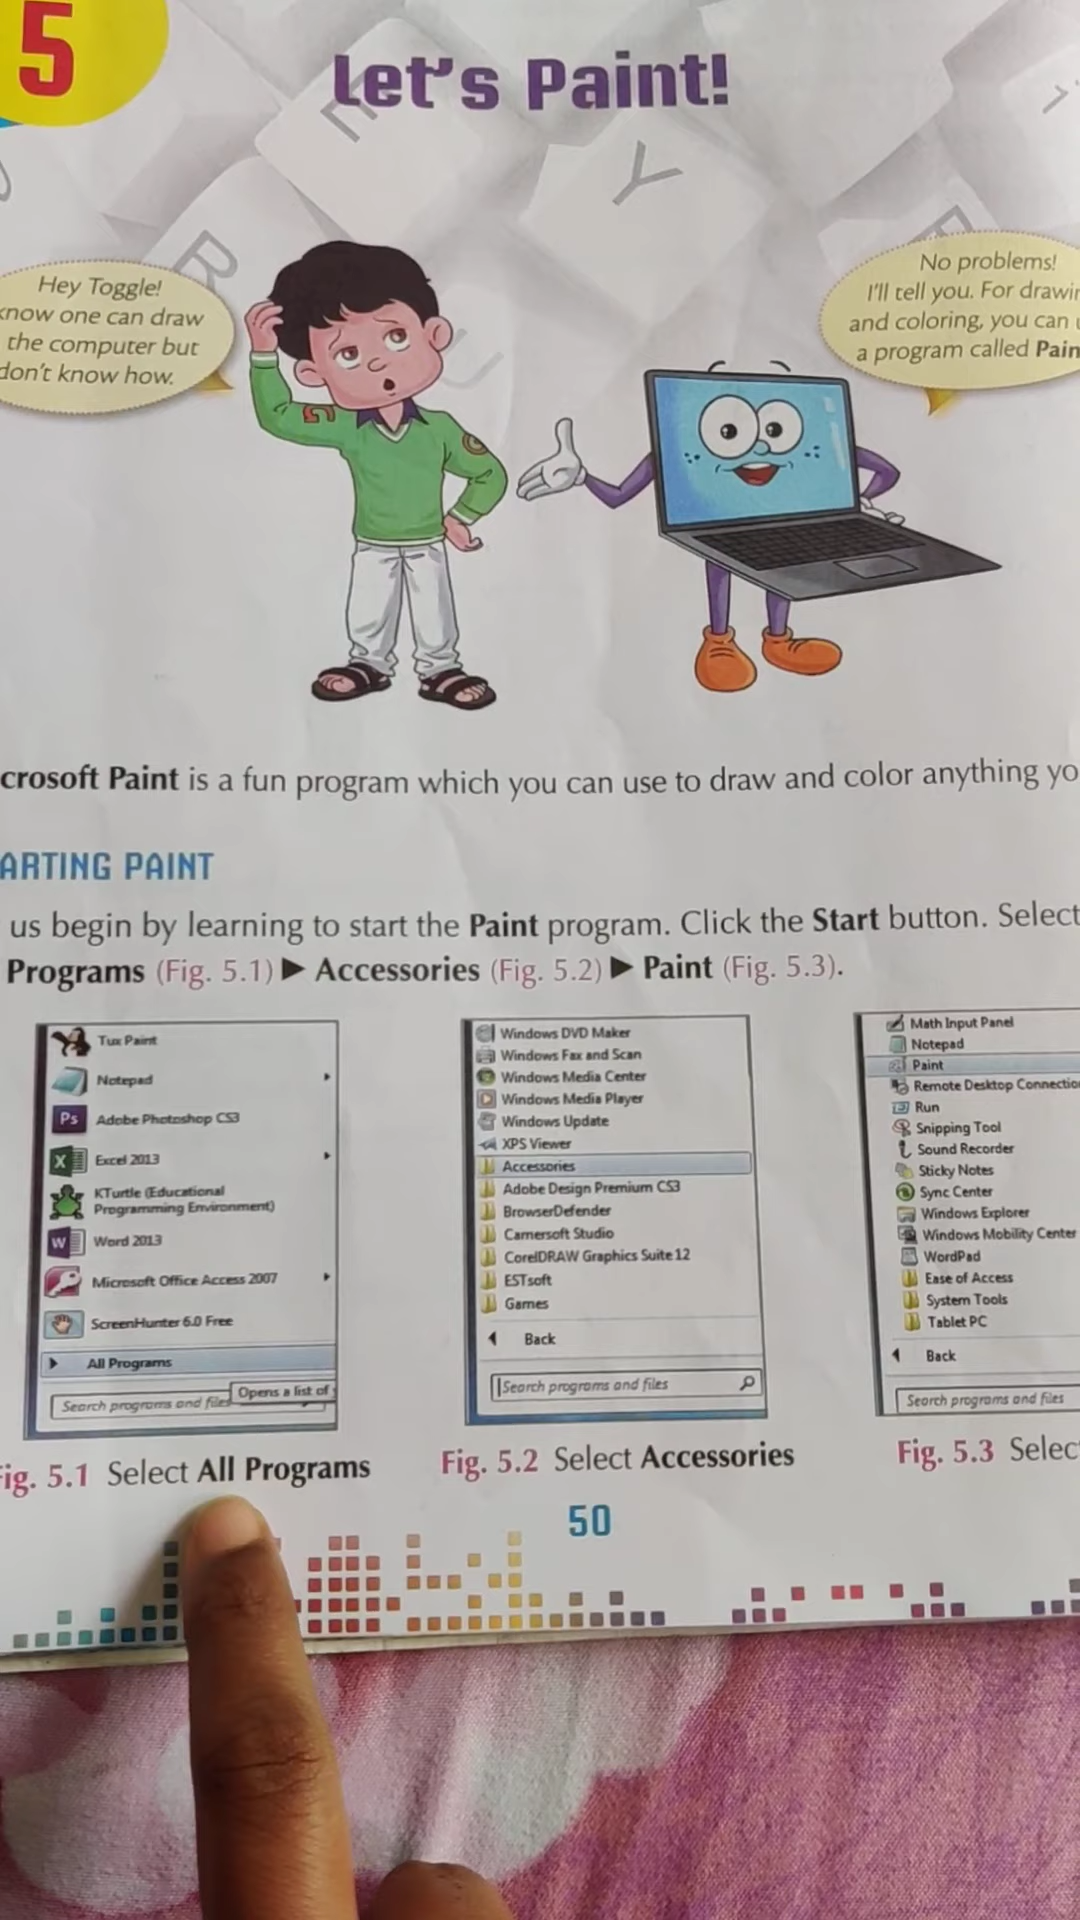 5
Let's Paint!
Hey Toggle!
know one can draw
the computer but
don't know how.
No problems!
I'll tell you. For drawin
and coloring, you can u
a program called Pain
crosoft Paint is a fun program which you can use to draw and color anything yo
ARTING PAINT
us begin by learning to start the Paint program. Click the Start button. Select
Programs (Fig. 5.1) ▶ Accessories (Fig. 5.2) ▶ Paint (Fig. 5.3).
Tux Paint
Notepad
Ps Adobe Photoshop CS3
Excel 2013
KTurtle (Educational
Programming Environment)
W Word 2013
Microsoft Office Access 2007
ScreenHunter 6.0 Free
All Programs
Opens a list of
Search programs and files
Windows DVD Maker
Windows Fax and Scan
Windows Media Center
Windows Media Player
Windows Update
XPS Viewer
Accessories
Adobe Design Premium CS3
BrowserDefender
Camersoft Studio
CorelDRAW Graphics Suite 12
ESTsoft
Games
Back
Search programs and files
Math Input Panel
Notepad
Paint
Remote Desktop Connectio
Run
Snipping Tool
Sound Recorder
Sticky Notes
Sync Center
Windows Explorer
Windows Mobility Center
WordPad
Ease of Access
System Tools
Tablet PC
Back
Search programs and files
ig. 5.1 Select All Programs
Fig. 5.2 Select Accessories
Fig. 5.3 Selec
50